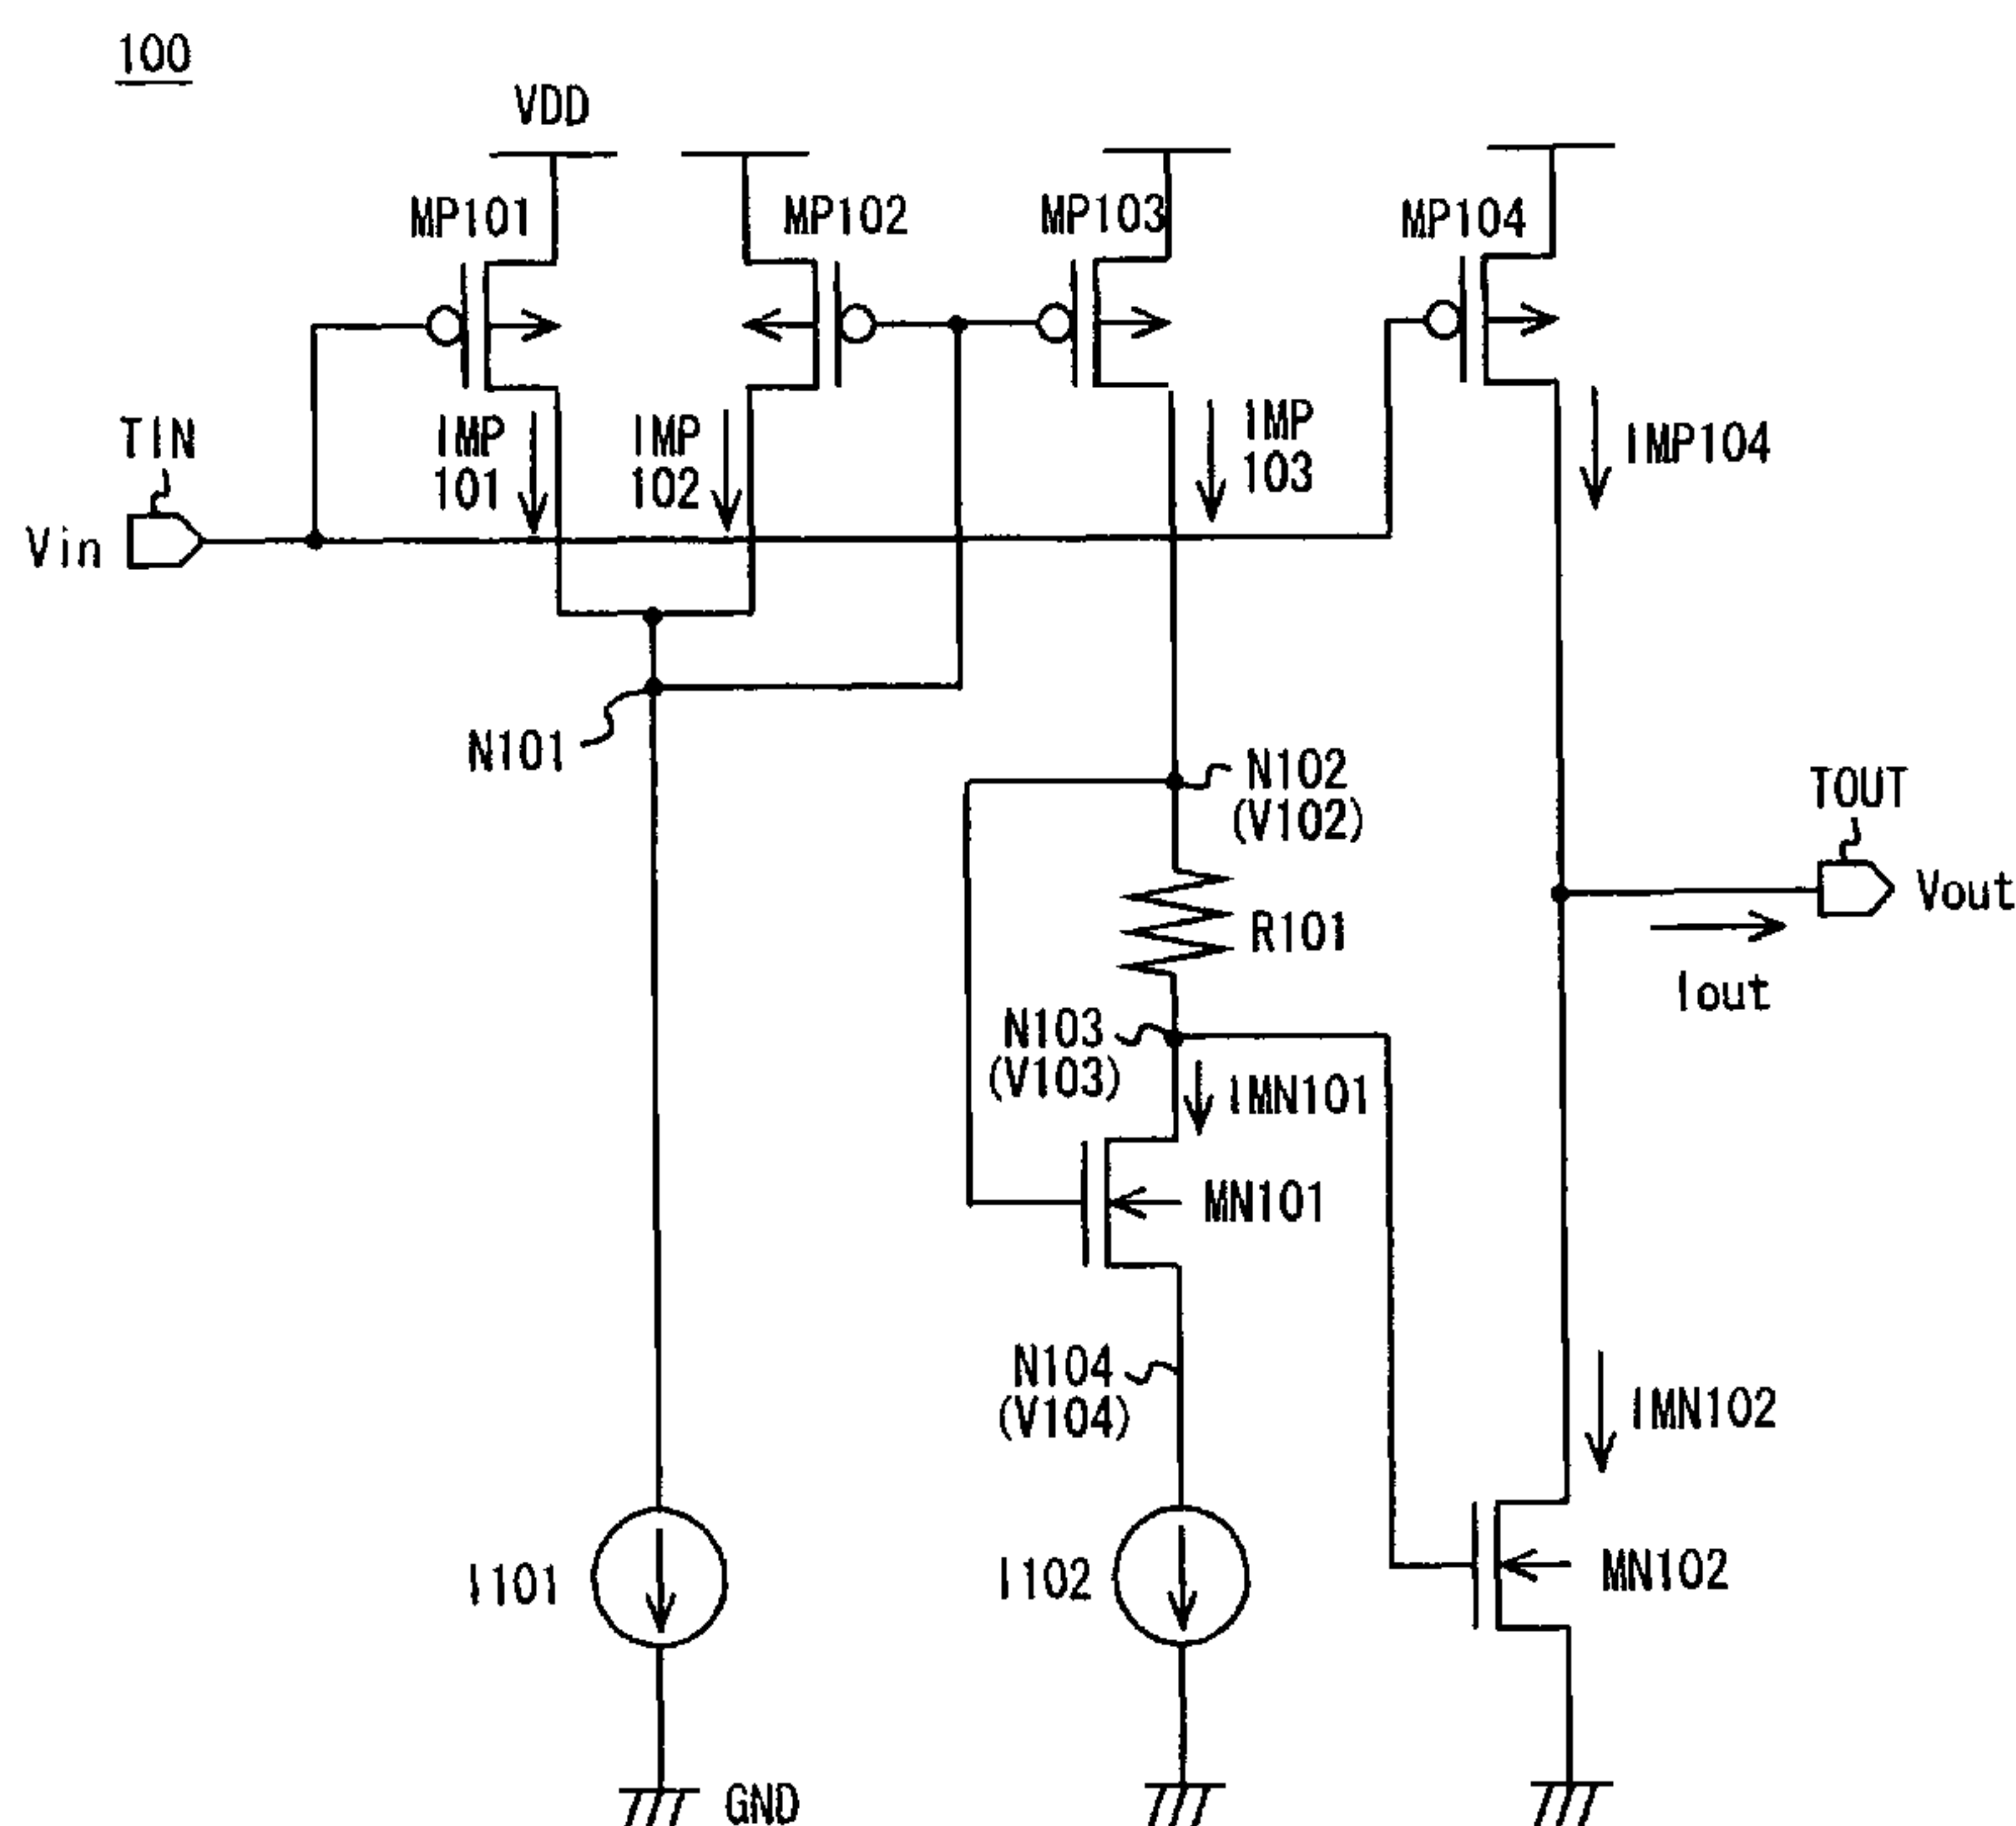 100
VDD
MP101
MP102
MP103
MP104
TIN
IMP
101
IMP
102
IMP
103
IMP104
Vin
N101
N102
(V102)
TOUT
Vout
R101
Iout
N103
(V103)
IMN101
MN101
N104
(V104)
IMN102
I101
I102
MN102
GND